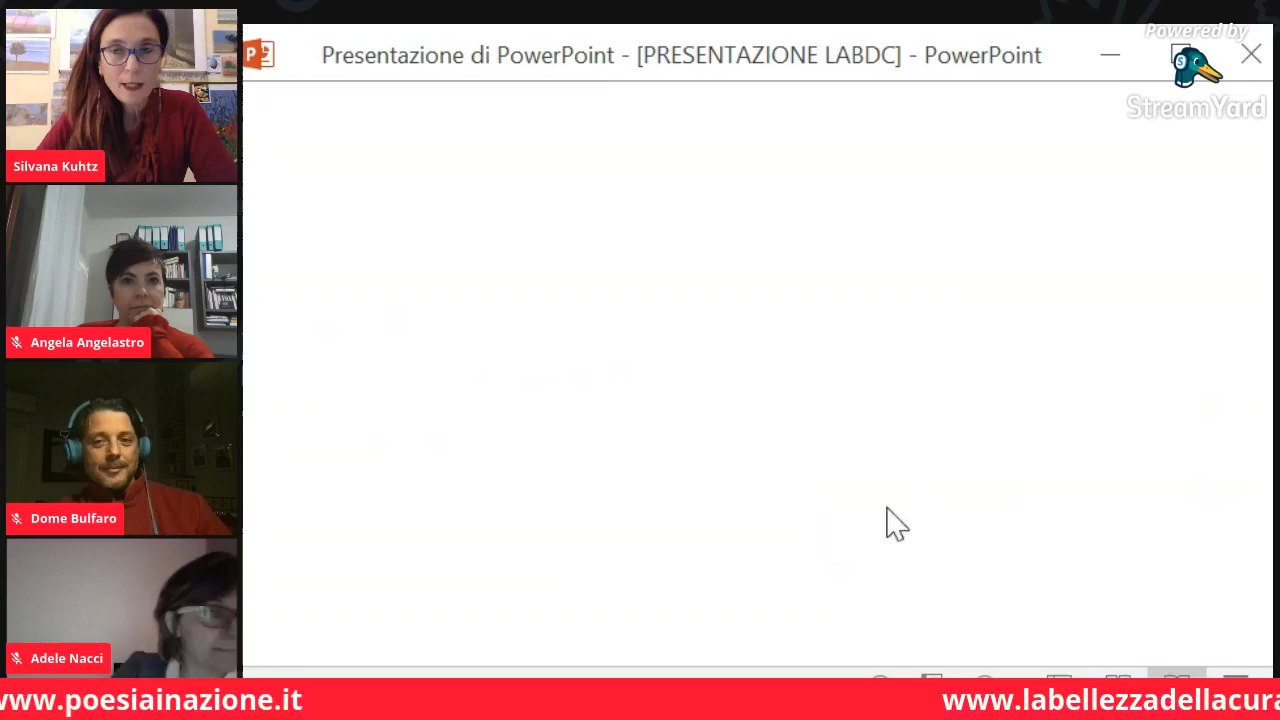 Presentazione di PowerPoint - [PRESENTAZIONE LABDC] - PowerPoint
Powered by
StreamYard
Silvana Kuhtz
Angela Angelastro
Dome Bulfaro
Adele Nacci
www.poesiainazione.it
www.labellezzadellacura